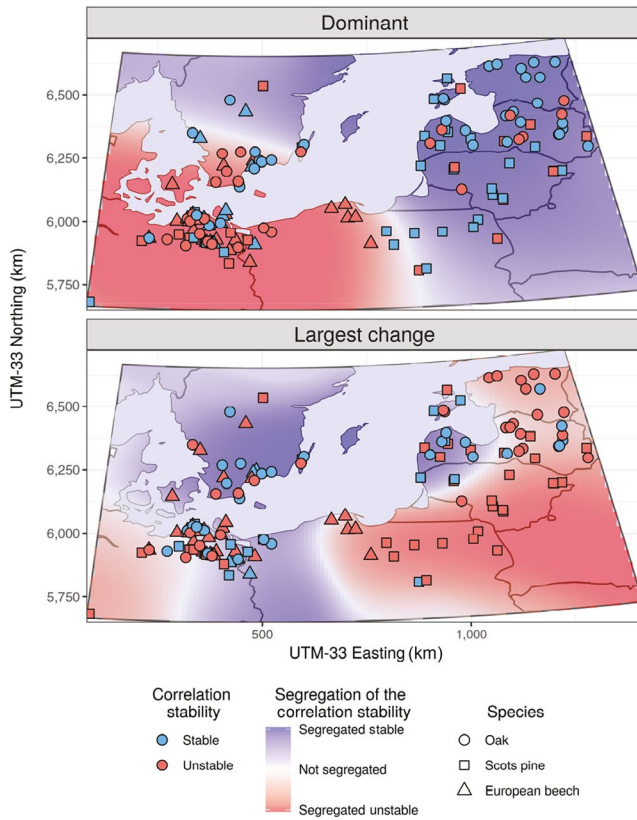 Dominant
6,500
6,250
6,000
5,750
UTM-33 Northing (km)
Largest change
6,500
6,250
6,000
5,750
500
1,000
UTM-33 Easting (km)
Correlation
stability
Stable
Unstable
Segregation of the
correlation stability
Segregated stable
Not segregated
Segregated unstable
Species
Oak
Scots pine
European beech